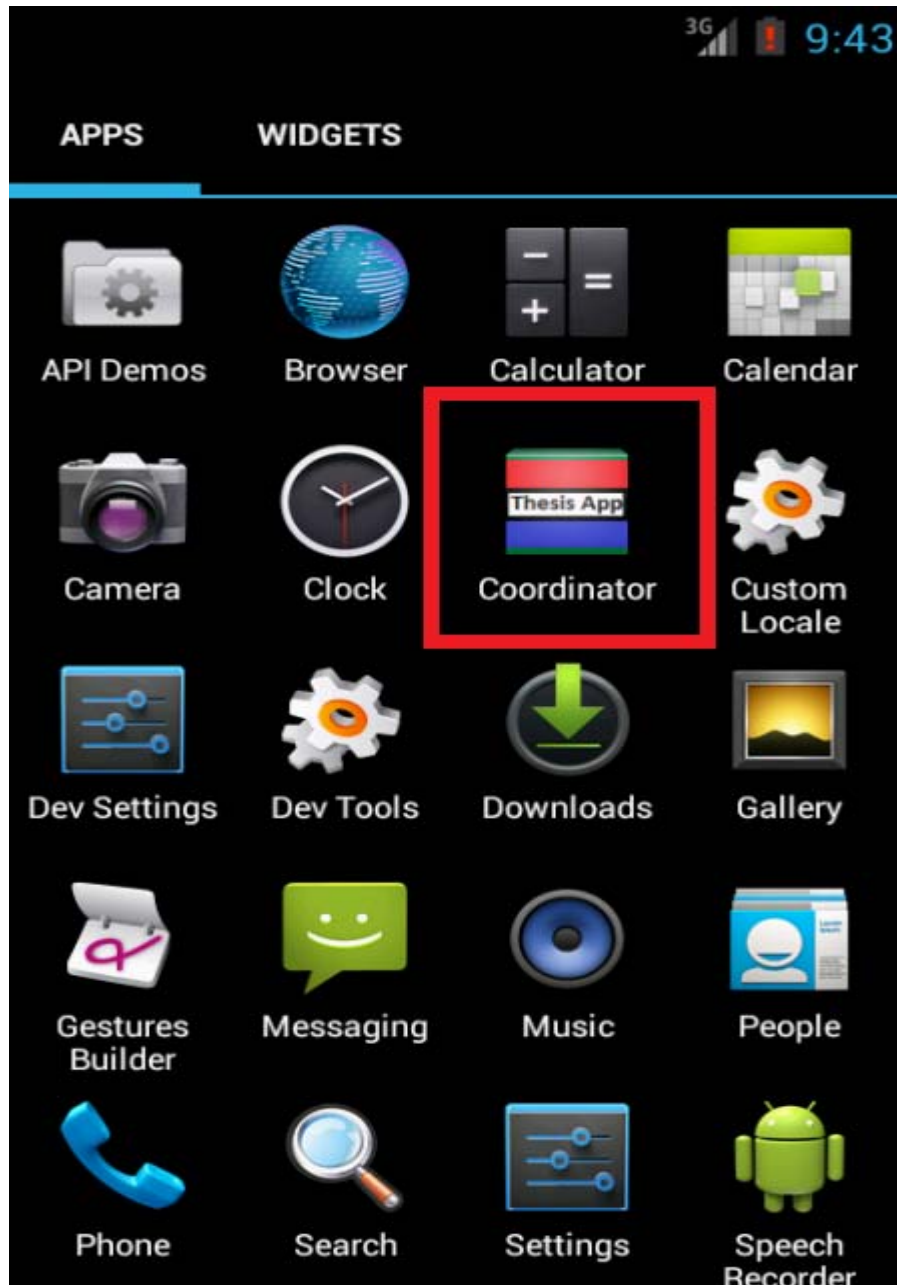 3G 9:43
APPS WIDGETS
API Demos Browser Calculator Calendar
Thesis App
Camera Clock Coordinator Custom
Locale
Dev Settings Dev Tools Downloads Gallery
Gestures Messaging Music People
Builder
Phone Search Settings Speech
Recorder